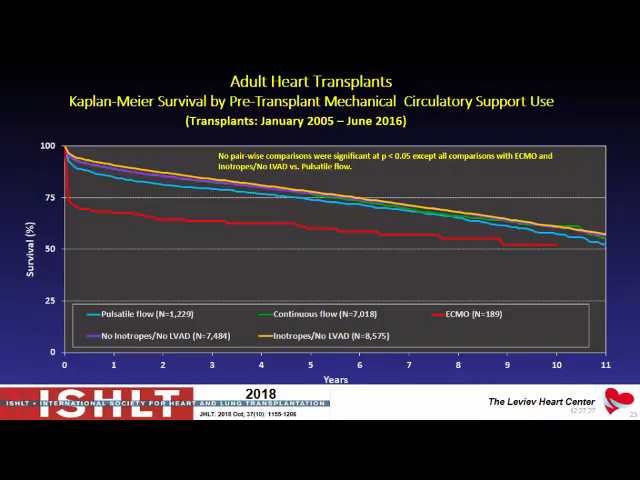 Adult Heart Transplants
Kaplan-Meier Survival by Pre-Transplant Mechanical Circulatory Support Use
(Transplants: January 2005 – June 2016)
No pair-wise comparisons were significant at p < 0.05 except all comparisons with ECMO and
Inotropes/No LVAD vs. Pulsatile flow.
Survival (%)
100
75
50
25
0
Pulsatile flow (N=1,229) Continuous flow (N=7,018) ECMO (N=189)
No Inotropes/No LVAD (N=7,484) Inotropes/No LVAD (N=8,575)
0 1 2 3 4 5 6 7 8 9 10 11
Years
ISHLT
ISHLT • INTERNATIONAL SOCIETY FOR HEART AND LUNG TRANSPLANTATION
2018
JHLT. 2018 Oct; 37(10): 1155-1206
The Leviev Heart Center
12:27:27
25